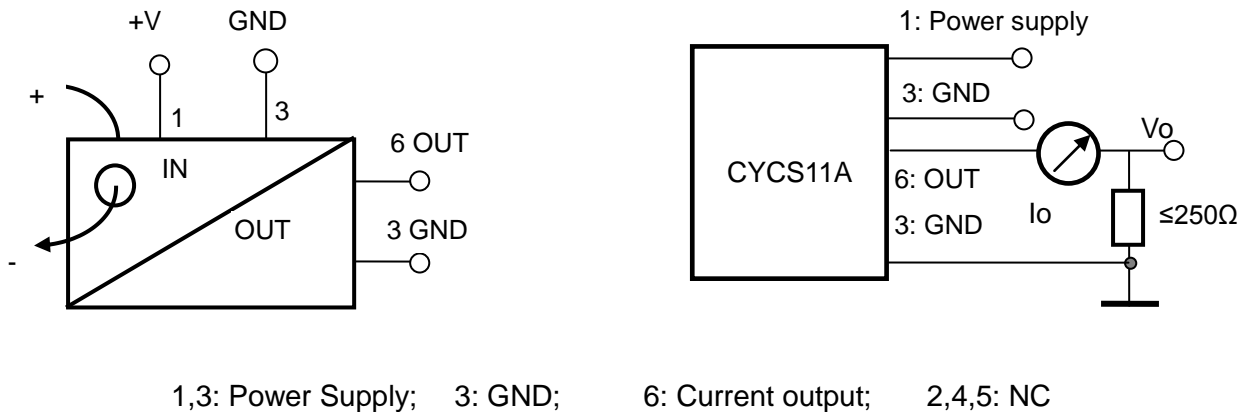 +V GND
+
1 3
IN
6 OUT
OUT
3 GND
-
1: Power supply
3: GND
Vo
CYCS11A
6: OUT
Io
≤250Ω
3: GND
1,3: Power Supply; 3: GND; 6: Current output; 2,4,5: NC